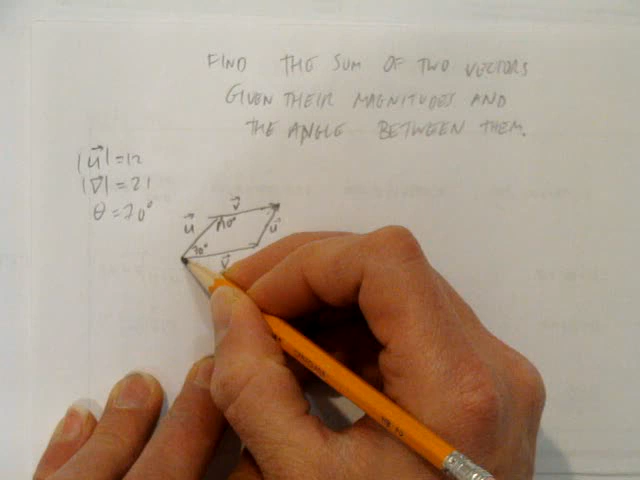 FIND THE SUM OF TWO VECTORS
GIVEN THEIR MAGNITUDES AND
THE ANGLE BETWEEN THEM.
|u⃗| = 12
|v⃗| = 21
θ = 70°
v⃗
u⃗
110°
u⃗
70°
v⃗